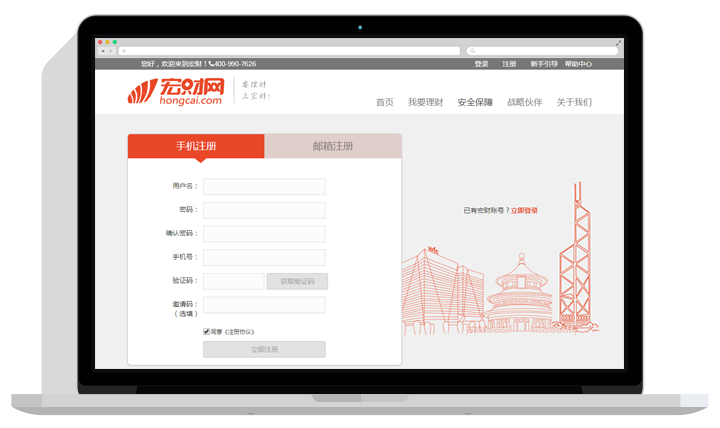 您好，欢迎来到宏财！400-990-7626
登录 注册 新手引导 帮助中心
宏财网
hongcai.com
要理财
上宏财！
首页 我要理财 安全保障 战略伙伴 关于我们
手机注册 邮箱注册
用户名：
密码：
确认密码：
手机号：
验证码： 获取验证码
邀请码：
（选填）
同意《注册协议》
立即注册
已有宏财账号？立即登录